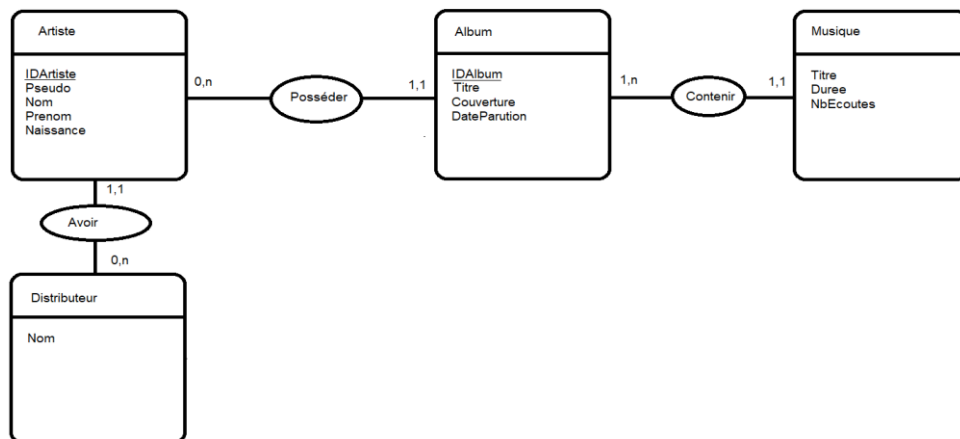 Artiste
IDArtiste
Pseudo
Nom
Prenom
Naissance
0,n
Posséder
1,1
Album
IDAlbum
Titre
Couverture
DateParution
1,n
Contenir
1,1
Musique
Titre
Duree
NbEcoutes
1,1
Avoir
0,n
Distributeur
Nom